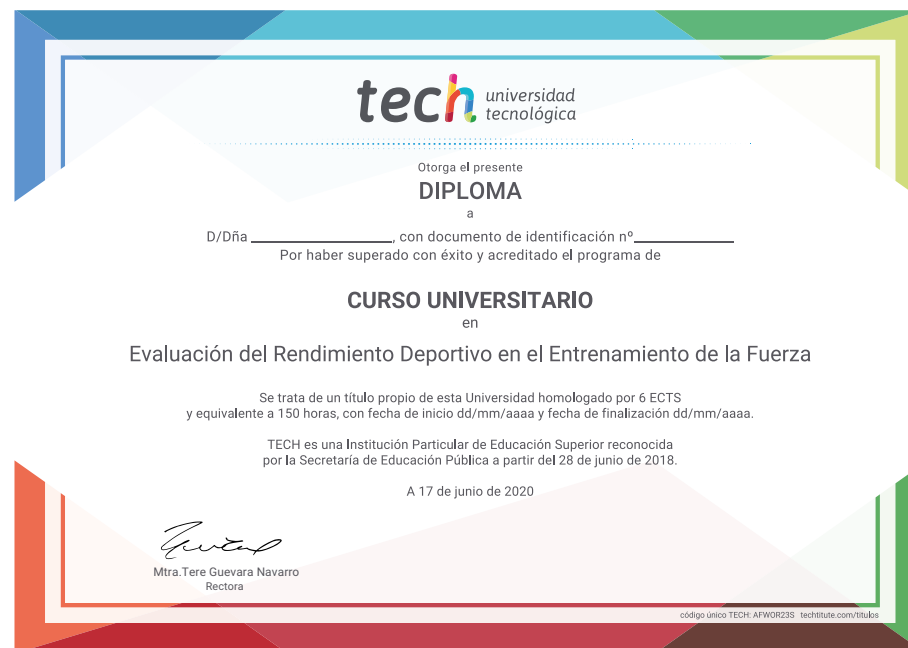 tech universidad
tecnológica
Otorga el presente
DIPLOMA
a
D/Dña ________________, con documento de identificación nº____________
Por haber superado con éxito y acreditado el programa de
CURSO UNIVERSITARIO
en
Evaluación del Rendimiento Deportivo en el Entrenamiento de la Fuerza
Se trata de un título propio de esta Universidad homologado por 6 ECTS
y equivalente a 150 horas, con fecha de inicio dd/mm/aaaa y fecha de finalización dd/mm/aaaa.
TECH es una Institución Particular de Educación Superior reconocida
por la Secretaría de Educación Pública a partir del 28 de junio de 2018.
A 17 de junio de 2020
Mtra.Tere Guevara Navarro
Rectora
código único TECH: AFWOR23S techtitute.com/titulos